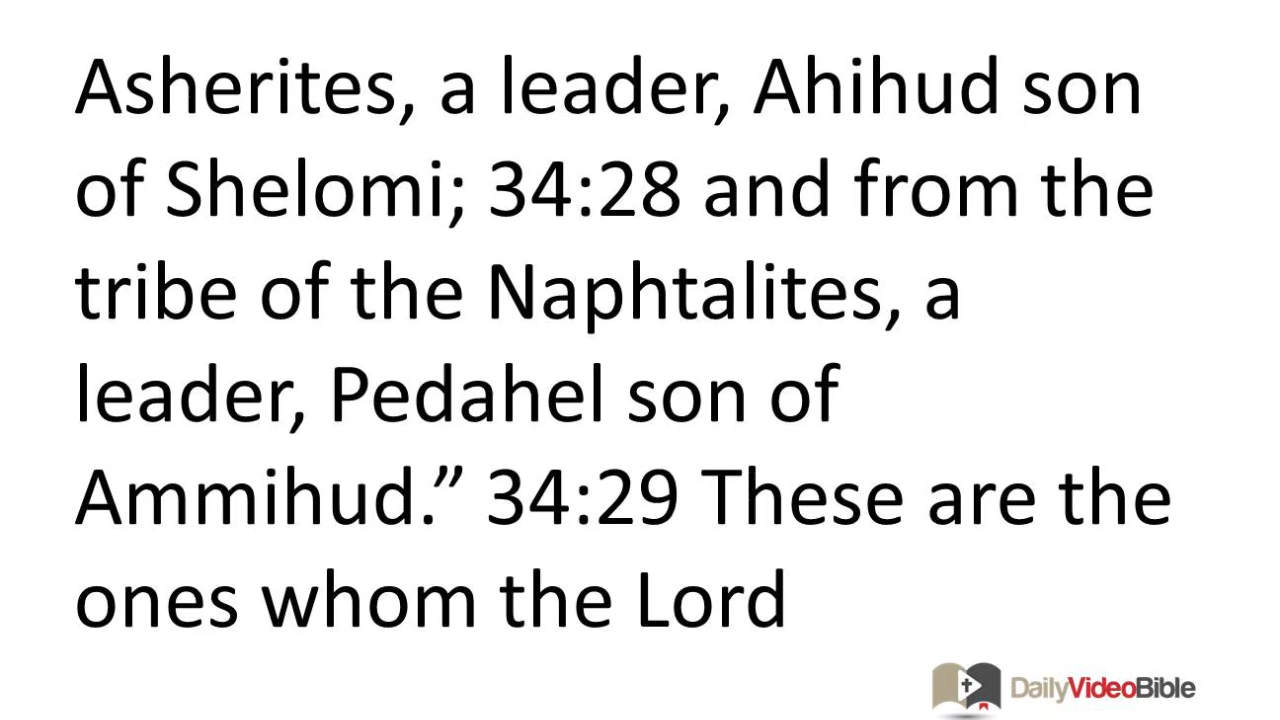 Asherites, a leader, Ahihud son
of Shelomi; 34:28 and from the
tribe of the Naphtalites, a
leader, Pedahel son of
Ammihud.” 34:29 These are the
ones whom the Lord
DailyVideoBible